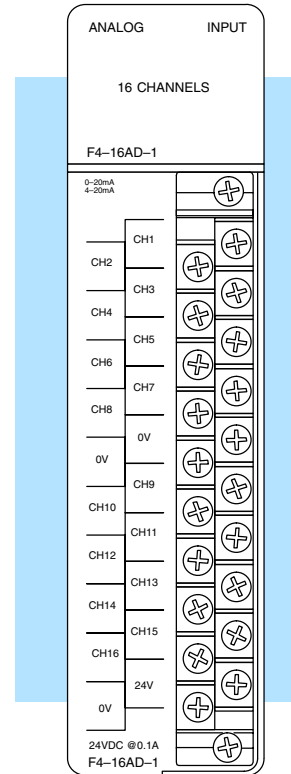 ANALOG INPUT
16 CHANNELS
F4–16AD–1
0–20mA
4–20mA
CH1
CH2
CH3
CH4
CH5
CH6
CH7
CH8
0V
0V
CH9
CH10
CH11
CH12
CH13
CH14
CH15
CH16
24V
0V
24VDC @0.1A
F4–16AD–1